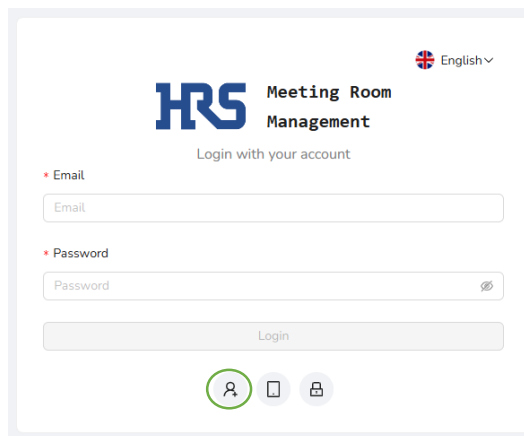 English
HRS
Meeting Room
Management
Login with your account
* Email
Email
* Password
Password
Login